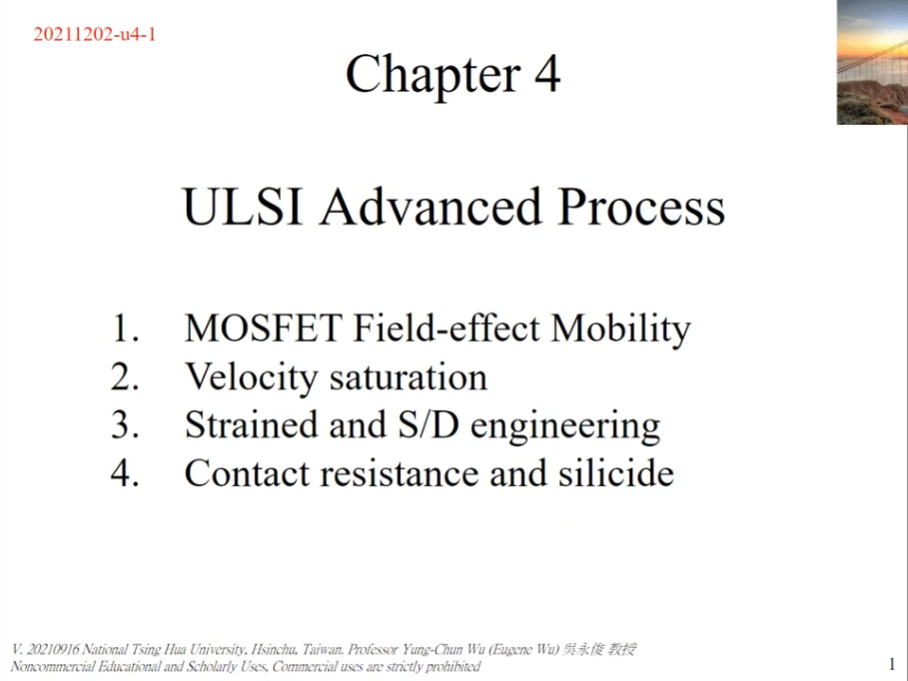 20211202-u4-1
Chapter 4
ULSI Advanced Process
1. MOSFET Field-effect Mobility
2. Velocity saturation
3. Strained and S/D engineering
4. Contact resistance and silicide
V. 20210916 National Tsing Hua University, Hsinchu, Taiwan. Professor Yung-Chun Wu (Eugene Wu) 吳永俊 教授
Noncommercial Educational and Scholarly Uses, Commercial uses are strictly prohibited
1